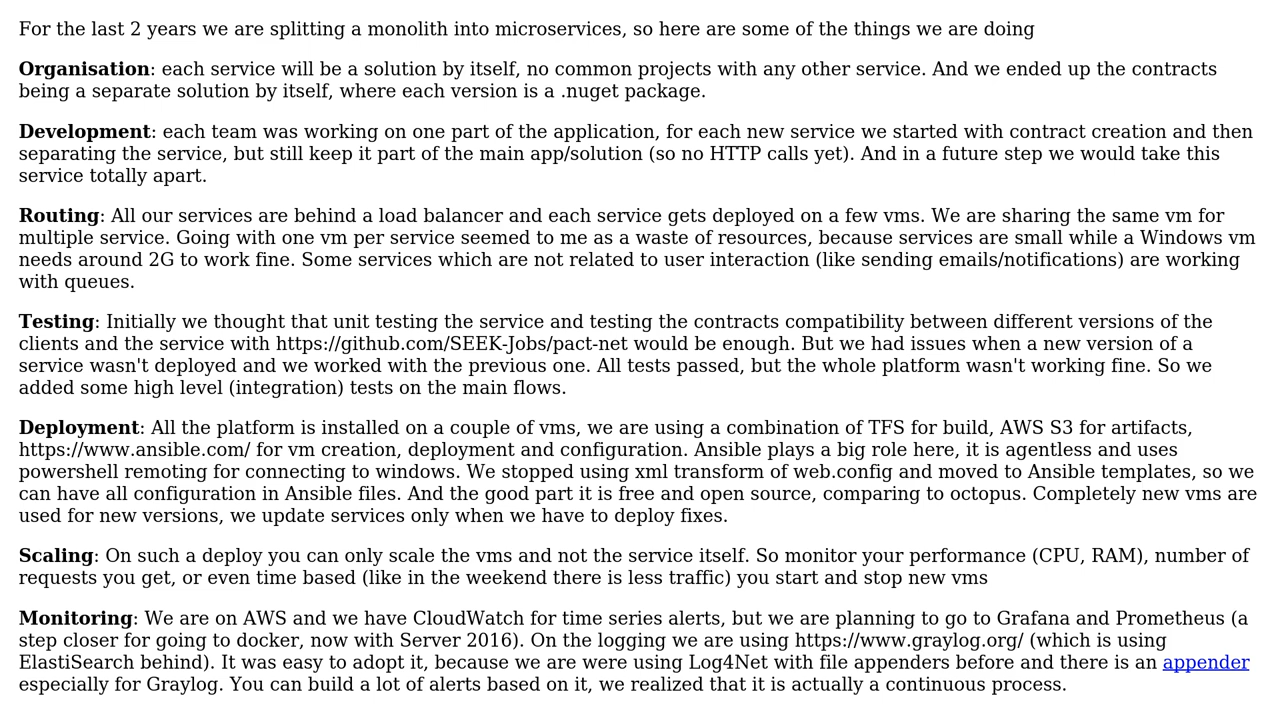 For the last 2 years we are splitting a monolith into microservices, so here are some of the things we are doing
Organisation: each service will be a solution by itself, no common projects with any other service. And we ended up the contracts
being a separate solution by itself, where each version is a .nuget package.
Development: each team was working on one part of the application, for each new service we started with contract creation and then
separating the service, but still keep it part of the main app/solution (so no HTTP calls yet). And in a future step we would take this
service totally apart.
Routing: All our services are behind a load balancer and each service gets deployed on a few vms. We are sharing the same vm for
multiple service. Going with one vm per service seemed to me as a waste of resources, because services are small while a Windows vm
needs around 2G to work fine. Some services which are not related to user interaction (like sending emails/notifications) are working
with queues.
Testing: Initially we thought that unit testing the service and testing the contracts compatibility between different versions of the
clients and the service with https://github.com/SEEK-Jobs/pact-net would be enough. But we had issues when a new version of a
service wasn't deployed and we worked with the previous one. All tests passed, but the whole platform wasn't working fine. So we
added some high level (integration) tests on the main flows.
Deployment: All the platform is installed on a couple of vms, we are using a combination of TFS for build, AWS S3 for artifacts,
https://www.ansible.com/ for vm creation, deployment and configuration. Ansible plays a big role here, it is agentless and uses
powershell remoting for connecting to windows. We stopped using xml transform of web.config and moved to Ansible templates, so we
can have all configuration in Ansible files. And the good part it is free and open source, comparing to octopus. Completely new vms are
used for new versions, we update services only when we have to deploy fixes.
Scaling: On such a deploy you can only scale the vms and not the service itself. So monitor your performance (CPU, RAM), number of
requests you get, or even time based (like in the weekend there is less traffic) you start and stop new vms
Monitoring: We are on AWS and we have CloudWatch for time series alerts, but we are planning to go to Grafana and Prometheus (a
step closer for going to docker, now with Server 2016). On the logging we are using https://www.graylog.org/ (which is using
ElastiSearch behind). It was easy to adopt it, because we are were using Log4Net with file appenders before and there is an appender
especially for Graylog. You can build a lot of alerts based on it, we realized that it is actually a continuous process.